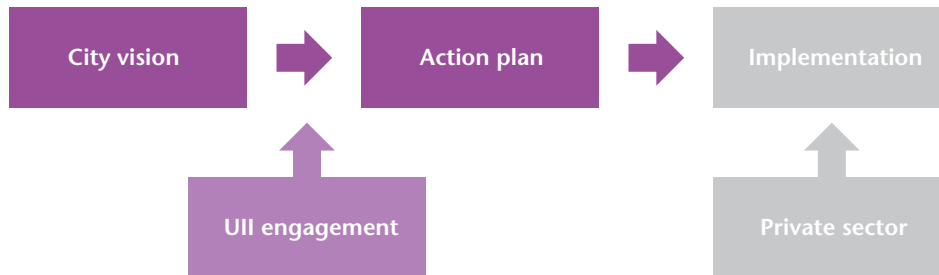 City vision
Action plan
Implementation
UII engagement
Private sector